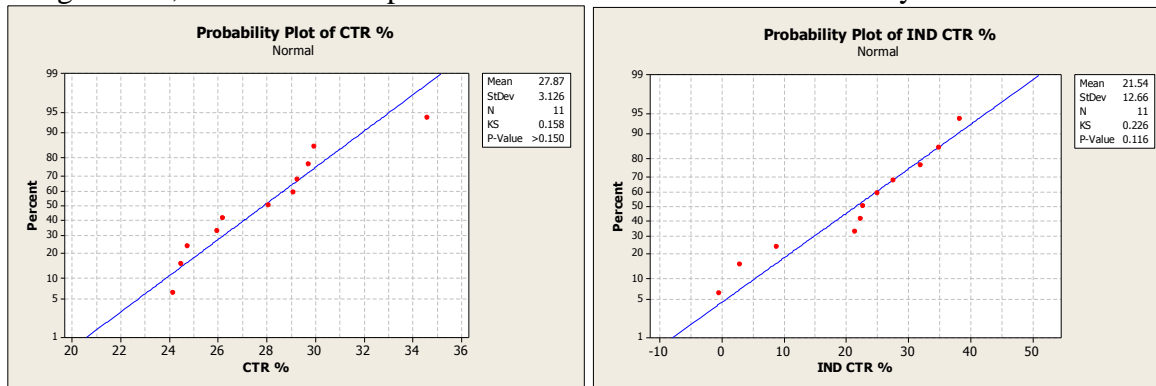 Probability Plot of CTR %
Normal
99
95
90
80
70
60
50
40
30
20
10
5
1
Percent
20 22 24 26 28 30 32 34 36
CTR %
Mean 27.87
StDev 3.126
N 11
KS 0.158
P-Value >0.150
Probability Plot of IND CTR %
Normal
99
95
90
80
70
60
50
40
30
20
10
5
1
Percent
-10 0 10 20 30 40 50
IND CTR %
Mean 21.54
StDev 12.66
N 11
KS 0.226
P-Value 0.116